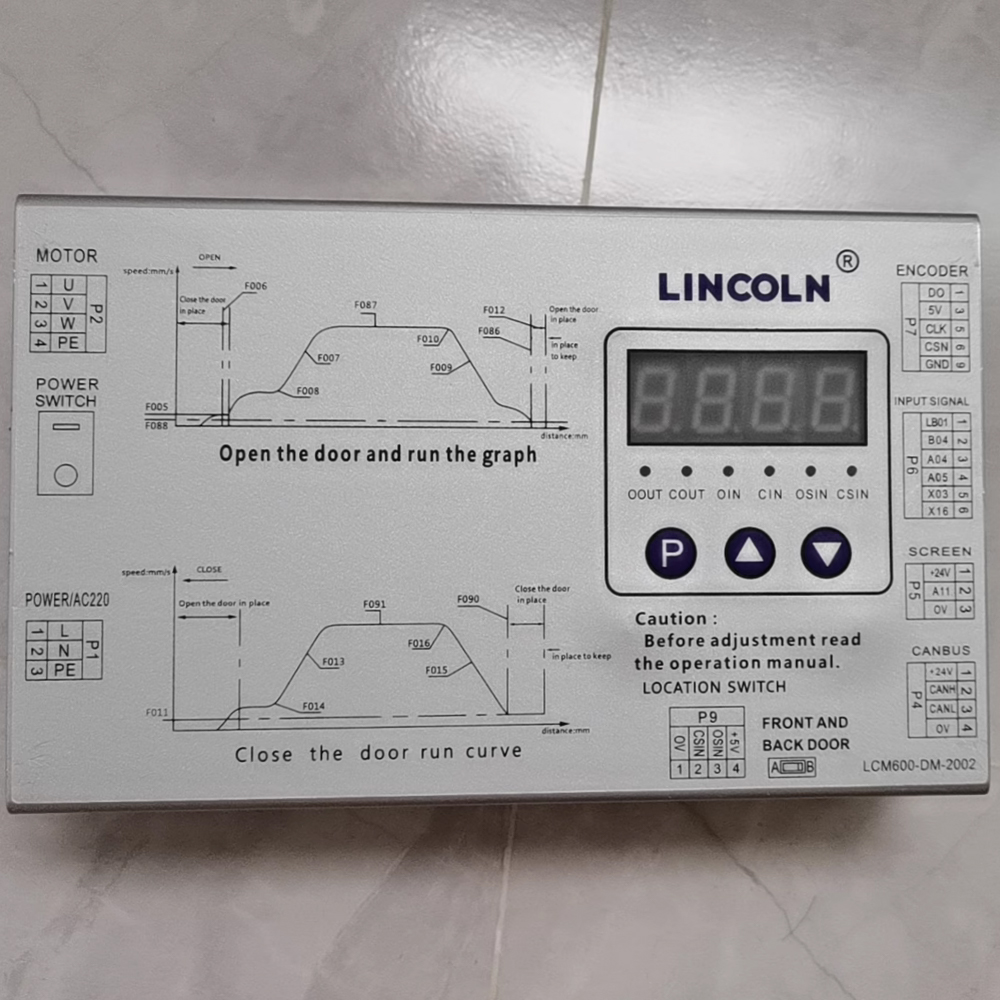 MOTOR
1 U
2 V
3 W
4 PE
P2
POWER
SWITCH
speed:mm/s
OPEN
Close the door
in place
F006
F087
F007
F008
F005
F088
F010
F009
F012
F086
Open the door
in place
in place
to keep
distance:mm
Open the door and run the graph
POWER/AC220
1 L
2 N
3 PE
P1
speed:mm/s
CLOSE
Open the door in place
F091
F090
Close the door
in place
F013
F014
F016
F015
in place to keep
F011
distance:mm
Close the door run curve
LINCOLN ®
8.8.8.8
OOUT COUT OIN CIN OSIN CSIN
P
Caution :
Before adjustment read
the operation manual.
LOCATION SWITCH
P9
0V CSIN OSIN +5V
1 2 3 4
FRONT AND
BACK DOOR
A B
ENCODER
P7
DO 1
5V 3
CLK 5
CSN 6
GND 9
INPUT SIGNAL
P6
LB01 1
B04 2
A04 3
A05 4
X03 5
X16 6
SCREEN
P5
+24V 1
A11 2
0V 3
CANBUS
P4
+24V 1
CANH 2
CANL 3
0V 4
LCM600-DM-2002